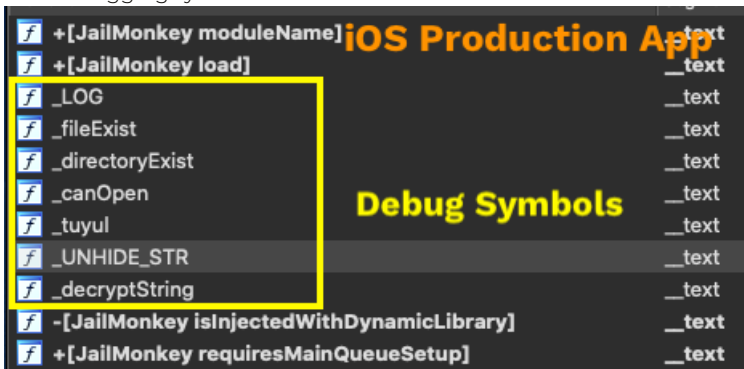 +[JailMonkey moduleName] __text
iOS Production App
+[JailMonkey load] __text
_LOG __text
_fileExist __text
_directoryExist __text
_canOpen __text
Debug Symbols
_tuyul __text
_UNHIDE_STR __text
_decryptString __text
-[JailMonkey isInjectedWithDynamicLibrary] __text
+[JailMonkey requiresMainQueueSetup] __text